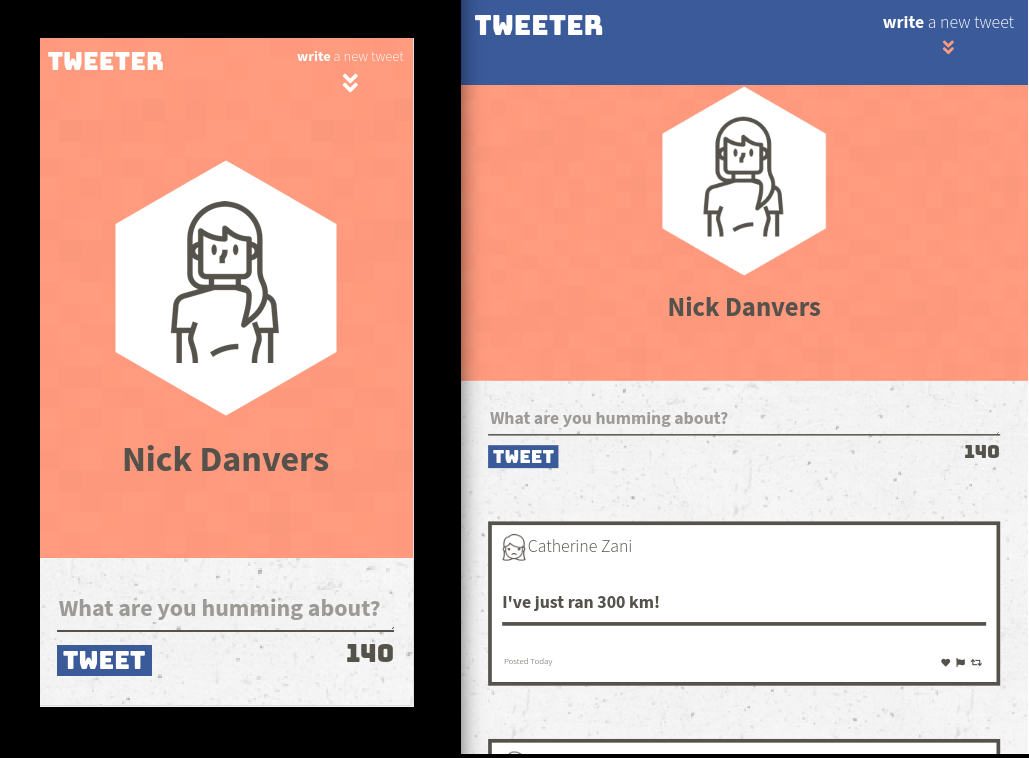 TWEETER
write a new tweet
Nick Danvers
What are you humming about?
TWEET
140
TWEETER
write a new tweet
Nick Danvers
What are you humming about?
TWEET
140
Catherine Zani
I've just ran 300 km!
Posted Today